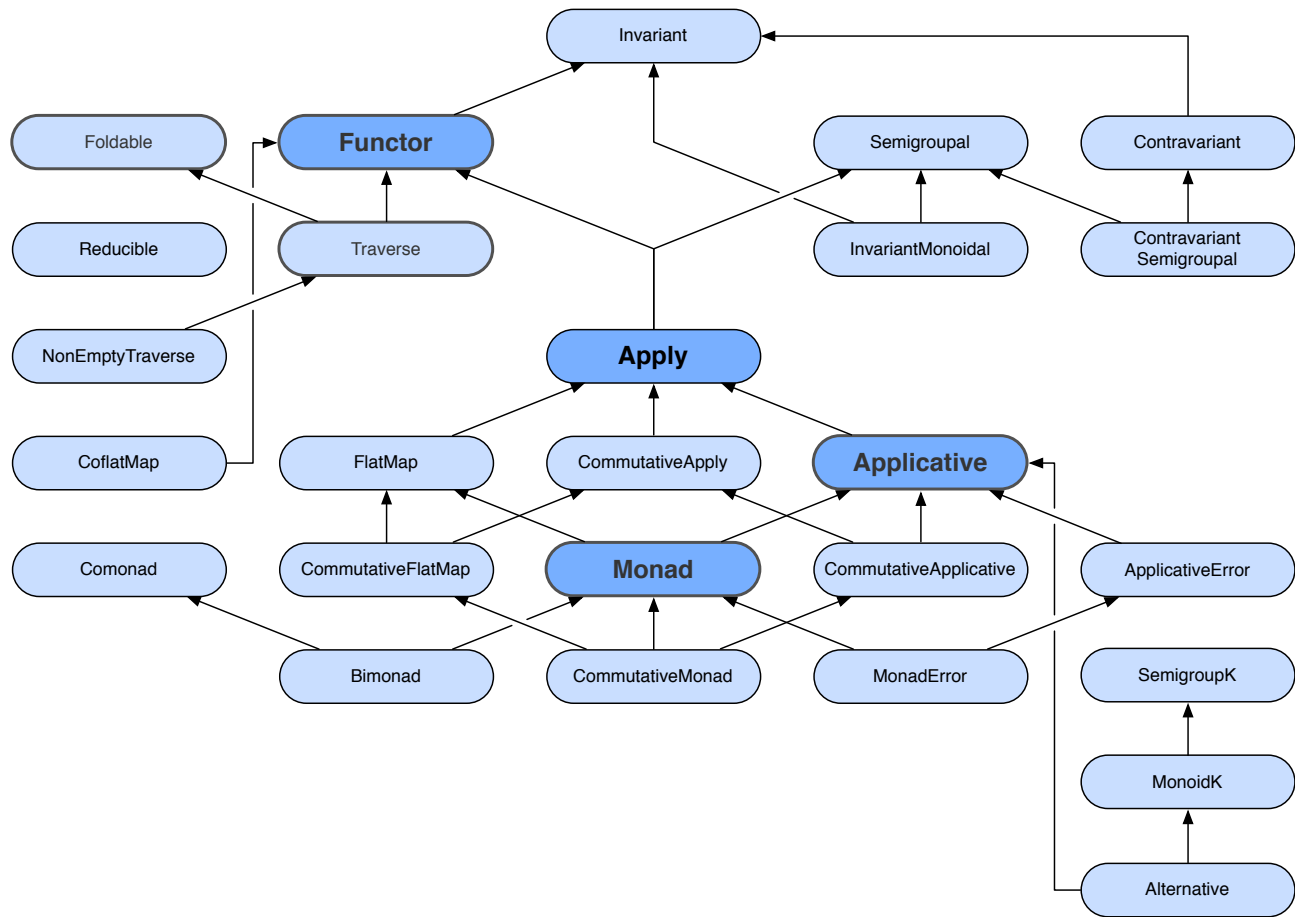 Invariant
Foldable
Functor
Semigroupal
Contravariant
Reducible
Traverse
InvariantMonoidal
Contravariant
Semigroupal
NonEmptyTraverse
Apply
CoflatMap
FlatMap
CommutativeApply
Applicative
Comonad
CommutativeFlatMap
Monad
CommutativeApplicative
ApplicativeError
Bimonad
CommutativeMonad
MonadError
SemigroupK
MonoidK
Alternative